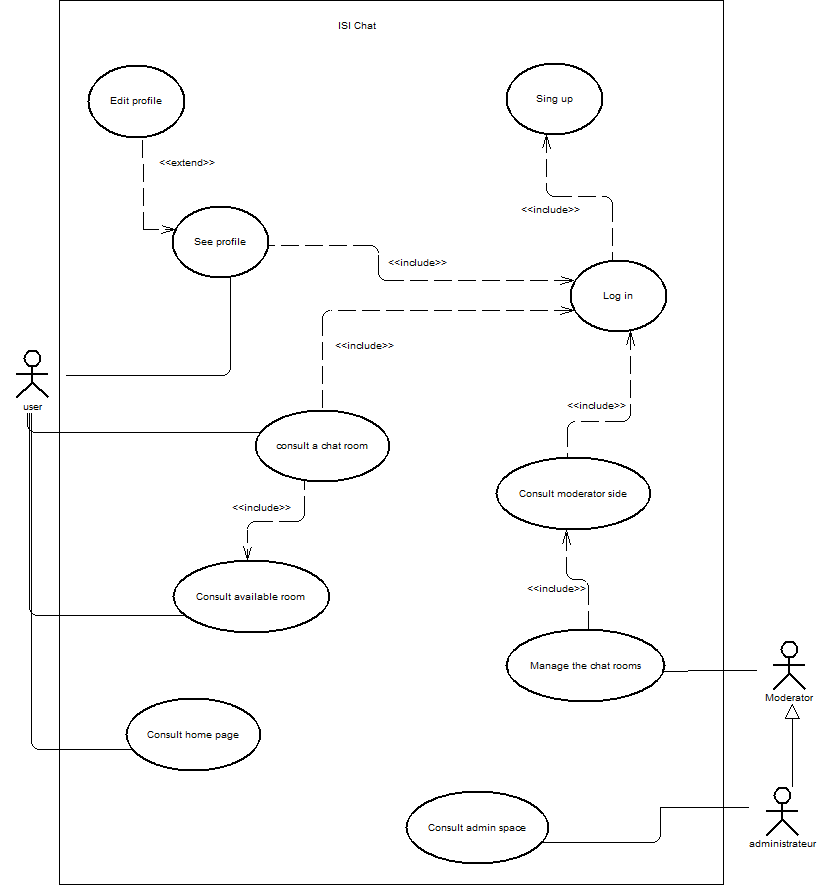 ISI Chat
Edit profile
Sing up
<<extend>>
<<include>>
See profile
<<include>>
Log in
<<include>>
user
<<include>>
consult a chat room
Consult moderator side
<<include>>
<<include>>
Consult available room
Manage the chat rooms
Moderator
Consult home page
Consult admin space
administrateur